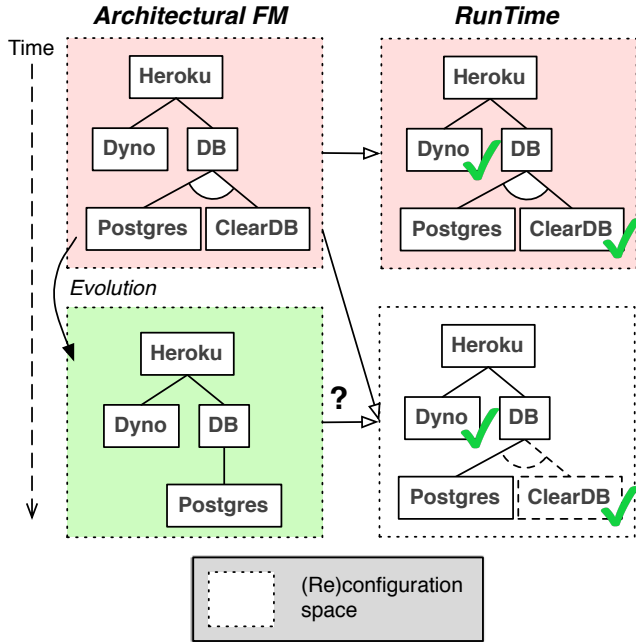 Architectural FM
RunTime
Time
Heroku
Heroku
Dyno
DB
Dyno
DB
Postgres
ClearDB
Postgres
ClearDB
Evolution
Heroku
Heroku
?
Dyno
DB
Dyno
DB
Postgres
Postgres
ClearDB
(Re)configuration
space